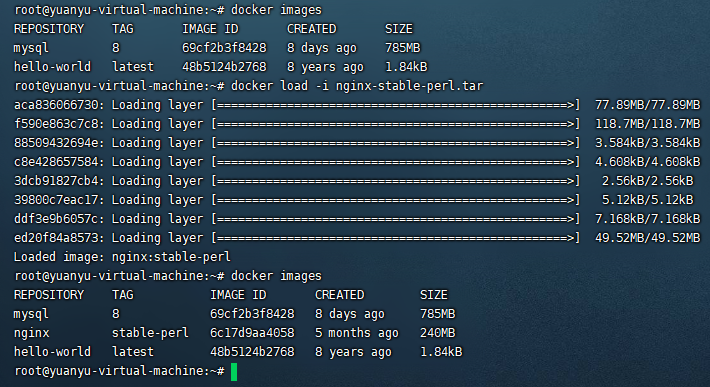 root@yuanyu-virtual-machine:~# docker images
REPOSITORY    TAG       IMAGE ID       CREATED       SIZE
mysql         8         69cf2b3f8428   8 days ago    785MB
hello-world   latest    48b5124b2768   8 years ago   1.84kB
root@yuanyu-virtual-machine:~# docker load -i nginx-stable-perl.tar
aca836066730: Loading layer [==================================================>]  77.89MB/77.89MB
f590e863c7c8: Loading layer [==================================================>]  118.7MB/118.7MB
88509432694e: Loading layer [==================================================>]  3.584kB/3.584kB
c8e428657584: Loading layer [==================================================>]  4.608kB/4.608kB
3dcb91827cb4: Loading layer [==================================================>]   2.56kB/2.56kB
39800c7eac17: Loading layer [==================================================>]   5.12kB/5.12kB
ddf3e9b6057c: Loading layer [==================================================>]  7.168kB/7.168kB
ed20f84a8573: Loading layer [==================================================>]  49.52MB/49.52MB
Loaded image: nginx:stable-perl
root@yuanyu-virtual-machine:~# docker images
REPOSITORY    TAG           IMAGE ID       CREATED        SIZE
mysql         8             69cf2b3f8428   8 days ago     785MB
nginx         stable-perl   6c17d9aa4058   5 months ago   240MB
hello-world   latest        48b5124b2768   8 years ago    1.84kB
root@yuanyu-virtual-machine:~#